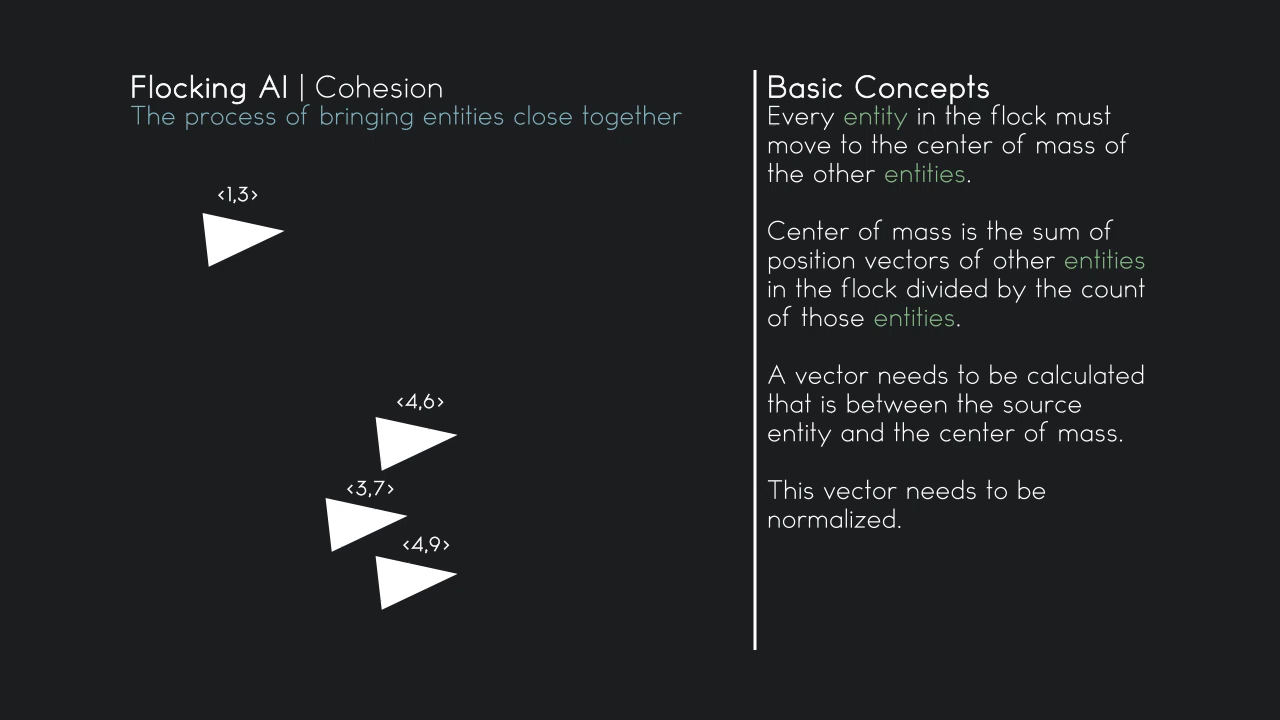 Flocking AI | Cohesion
The process of bringing entities close together
<1,3>
<4,6>
<3,7>
<4,9>
Basic Concepts
Every entity in the flock must
move to the center of mass of
the other entities.
Center of mass is the sum of
position vectors of other entities
in the flock divided by the count
of those entities.
A vector needs to be calculated
that is between the source
entity and the center of mass.
This vector needs to be
normalized.